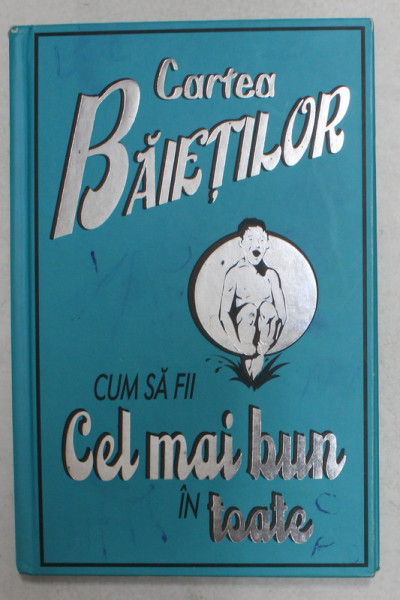 Cartea
BĂIEȚILOR
CUM SĂ FII
Cel mai bun
ÎN toate